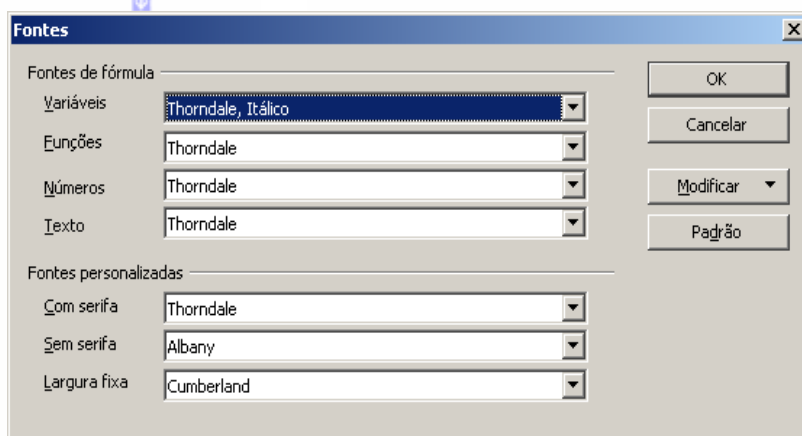 Fontes
Fontes de fórmula
Variáveis Thorndale, Itálico
Funções Thorndale
Números Thorndale
Texto Thorndale
Fontes personalizadas
Com serifa Thorndale
Sem serifa Albany
Largura fixa Cumberland
OK
Cancelar
Modificar
Padrão